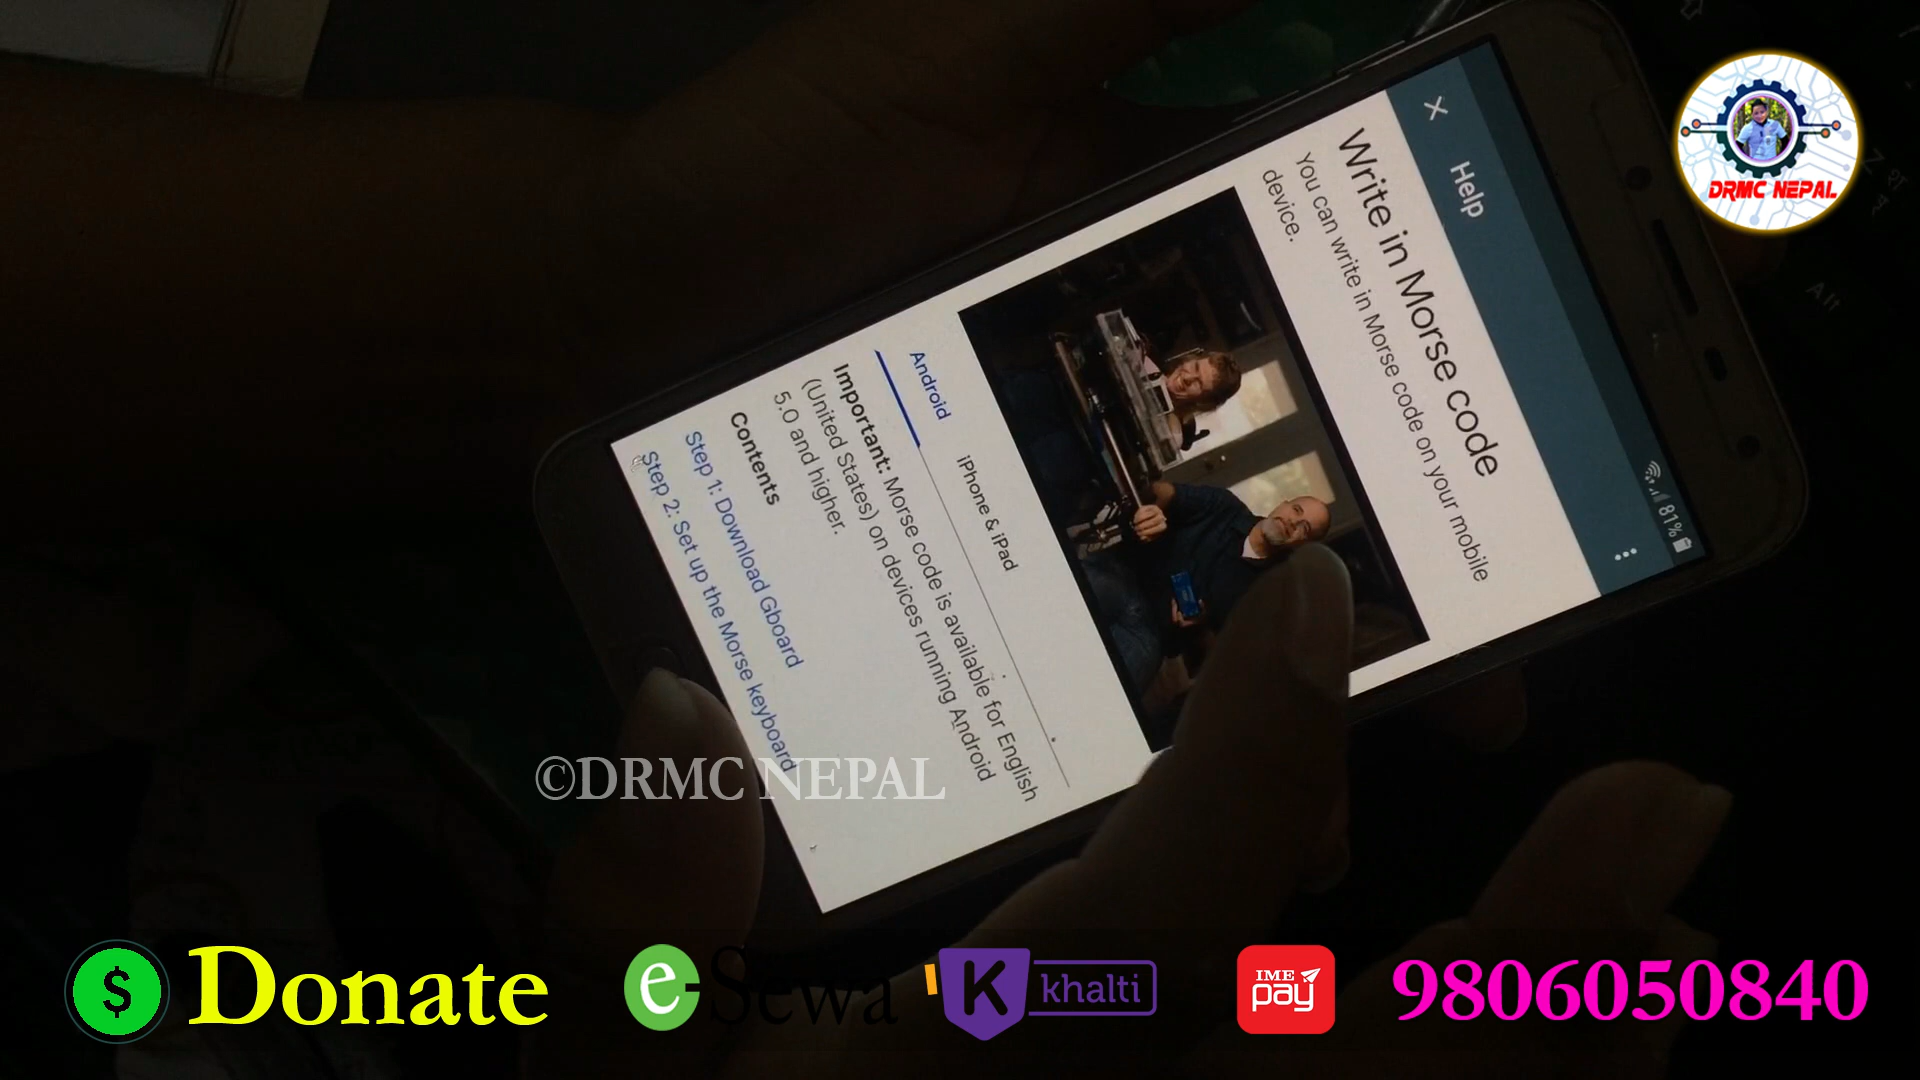 81%
Help
Write in Morse code
You can write in Morse code on your mobile
device.
Android
iPhone & iPad
Important: Morse code is available for English
(United States) on devices running Android
5.0 and higher.
Contents
Step 1: Download Gboard
Step 2: Set up the Morse keyboard
DRMC NEPAL
Alt
©DRMC NEPAL
$ Donate
e-Sewa
K khalti
IME
pay
9806050840